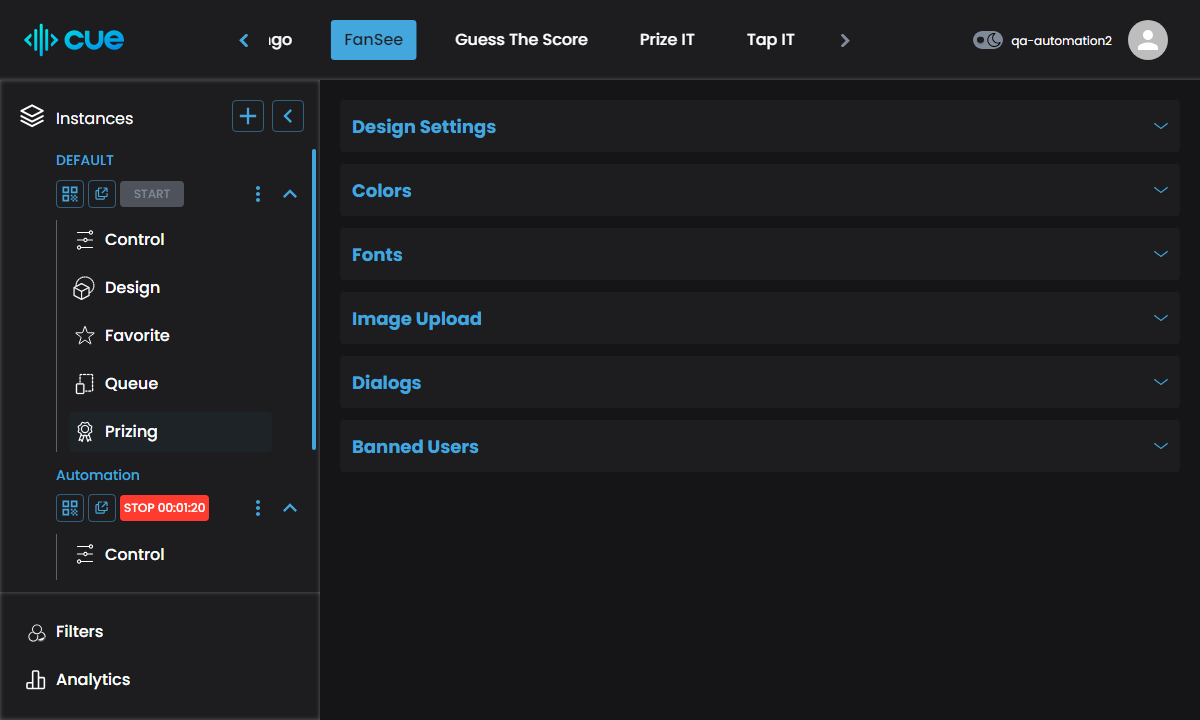 cue
FanSee
Guess The Score
Prize IT
Tap IT
qa-automation2
Instances
DEFAULT
START
Control
Design
Favorite
Queue
Prizing
Automation
STOP 00:01:20
Control
Filters
Analytics
Design Settings
Colors
Fonts
Image Upload
Dialogs
Banned Users